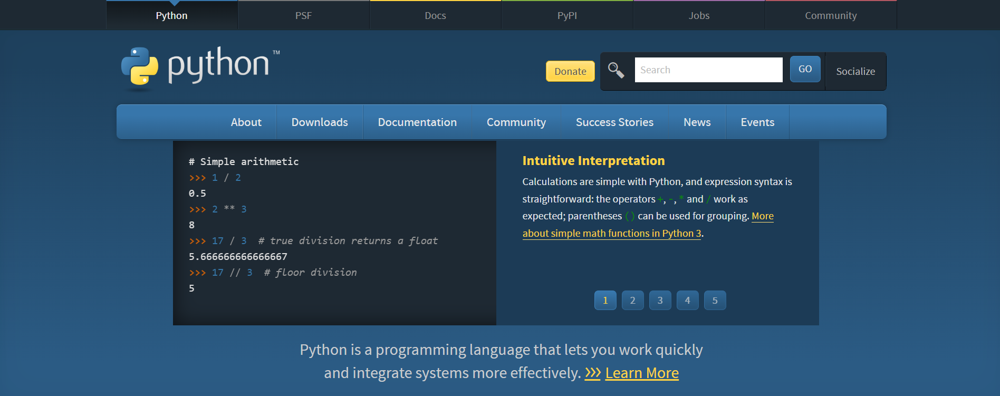 Python PSF Docs PyPI Jobs Community
python™
Donate Search GO Socialize
About Downloads Documentation Community Success Stories News Events
# Simple arithmetic
>>> 1 / 2
0.5
>>> 2 ** 3
8
>>> 17 / 3  # true division returns a float
5.666666666666667
>>> 17 // 3  # floor division
5
Intuitive Interpretation
Calculations are simple with Python, and expression syntax is
straightforward: the operators +, -, * and / work as
expected; parentheses () can be used for grouping. More
about simple math functions in Python 3.
1 2 3 4 5
Python is a programming language that lets you work quickly
and integrate systems more effectively. >>> Learn More